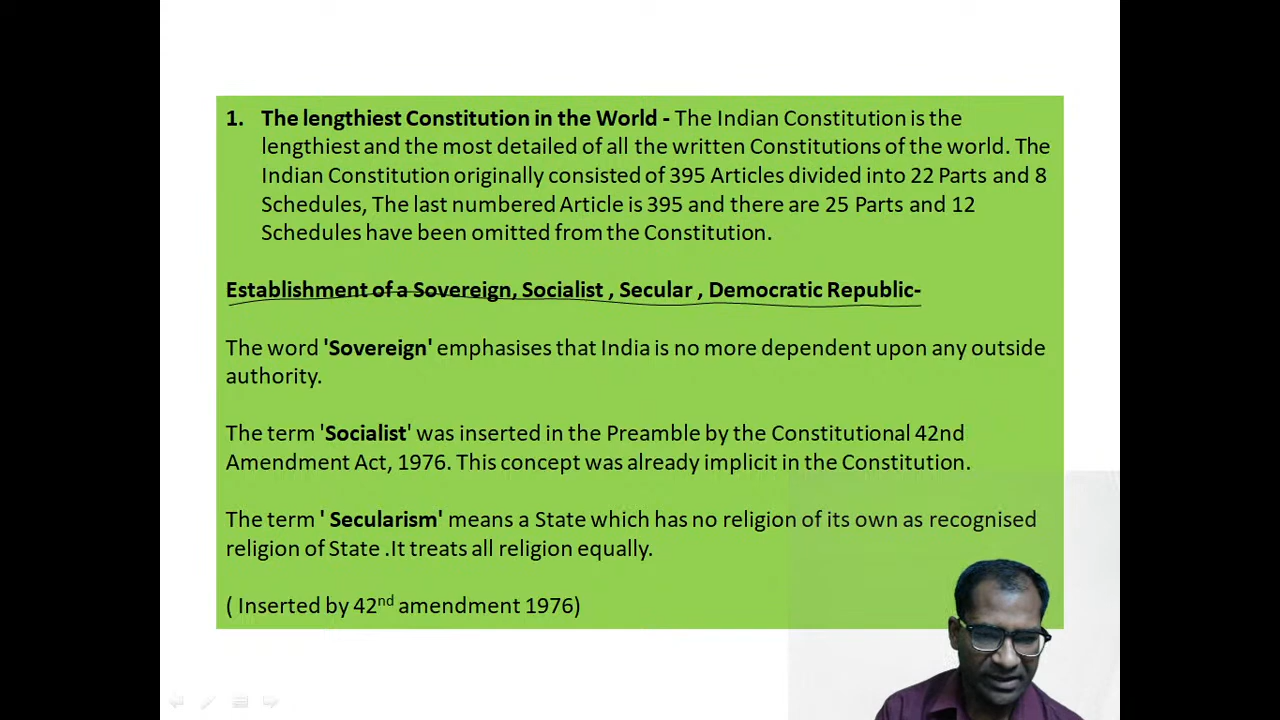 1. The lengthiest Constitution in the World - The Indian Constitution is the
lengthiest and the most detailed of all the written Constitutions of the world. The
Indian Constitution originally consisted of 395 Articles divided into 22 Parts and 8
Schedules, The last numbered Article is 395 and there are 25 Parts and 12
Schedules have been omitted from the Constitution.
Establishment of a Sovereign, Socialist , Secular , Democratic Republic-
The word 'Sovereign' emphasises that India is no more dependent upon any outside
authority.
The term 'Socialist' was inserted in the Preamble by the Constitutional 42nd
Amendment Act, 1976. This concept was already implicit in the Constitution.
The term ' Secularism' means a State which has no religion of its own as recognised
religion of State .It treats all religion equally.
( Inserted by 42nd amendment 1976)